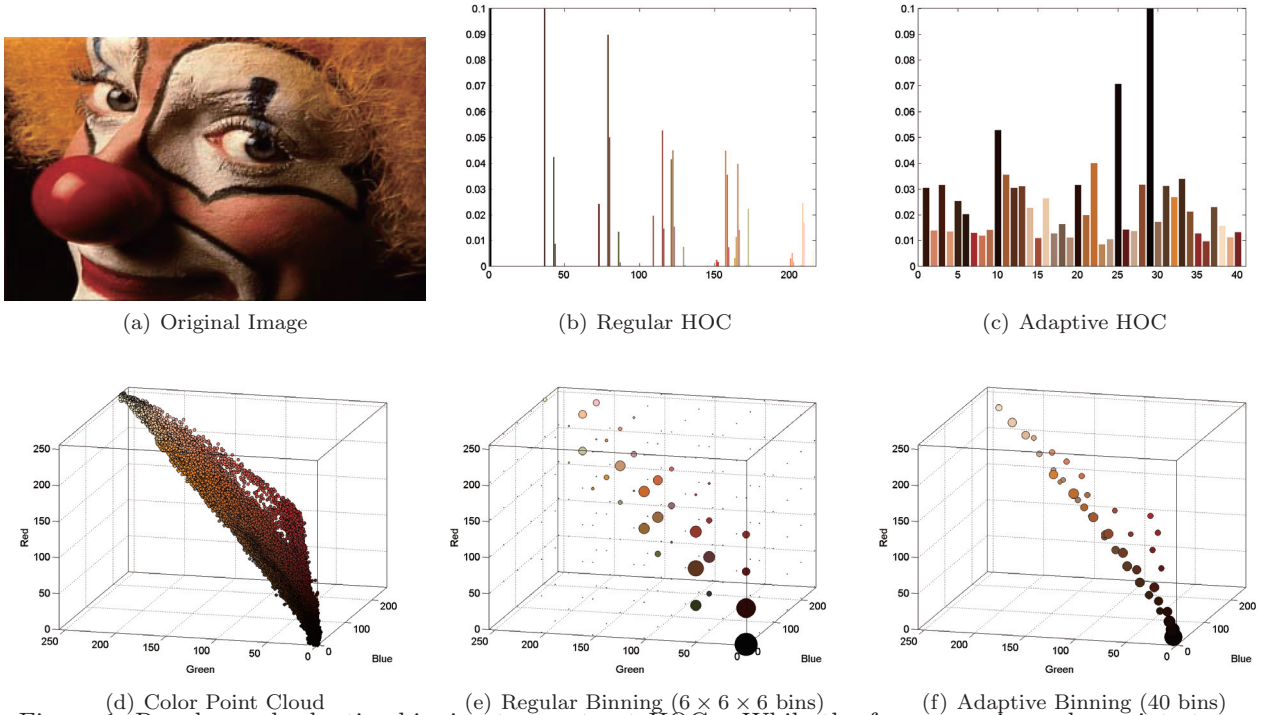 0.1
0.09
0.08
0.07
0.06
0.05
0.04
0.03
0.02
0.01
0
0 50 100 150 200
0.1
0.09
0.08
0.07
0.06
0.05
0.04
0.03
0.02
0.01
0
0 5 10 15 20 25 30 35 40
(a) Original Image
(b) Regular HOC
(c) Adaptive HOC
250
200
150
100
50
0
Red
250 200 150 100 50 0
Green
0 100 200
Blue
250
200
150
100
50
0
Red
250 200 150 100 50 0
Green
0 100 200
Blue
250
200
150
100
50
0
Red
250 200 150 100 50 0
Green
0 100 200
Blue
(d) Color Point Cloud
(e) Regular Binning (6 × 6 × 6 bins)
(f) Adaptive Binning (40 bins)